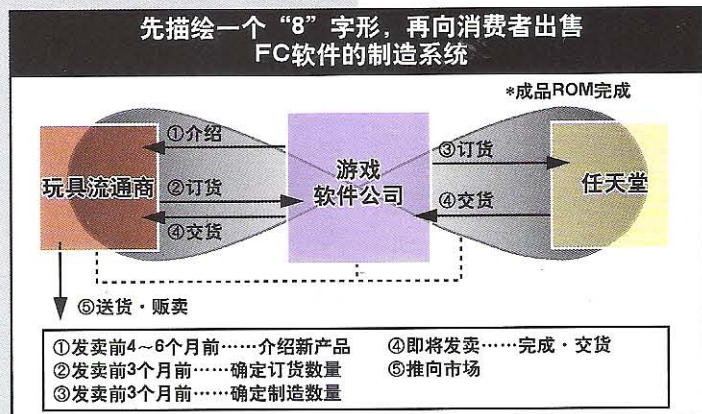 先描绘一个“8”字形，再向消费者出售
FC软件的制造系统
*成品ROM完成
①介绍
③订货
玩具流通商
②订货
游戏
软件公司
任天堂
④交货
④交货
⑤送货·贩卖
①发卖前4～6个月前……介绍新产品
②发卖前3个月前……确定订货数量
③发卖前3个月前……确定制造数量
④即将发卖……完成·交货
⑤推向市场